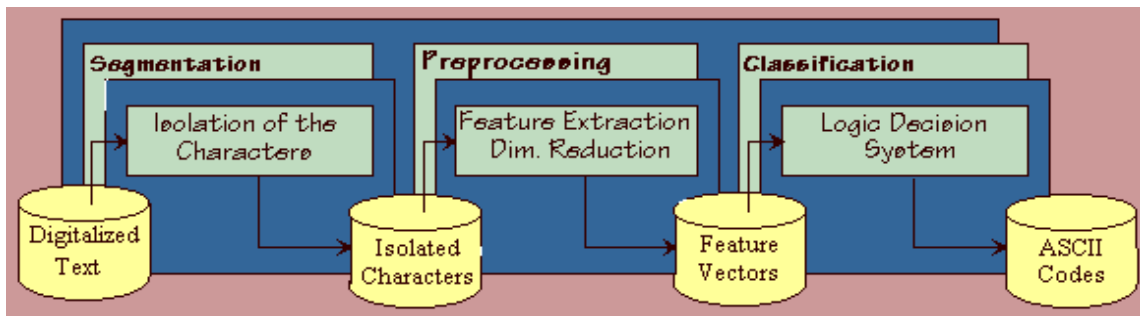 Segmentation
Preprocessing
Classification
Isolation of the
Characters
Feature Extraction
Dim. Reduction
Logic Decision
System
Digitalized
Text
Isolated
Characters
Feature
Vectors
ASCII
Codes